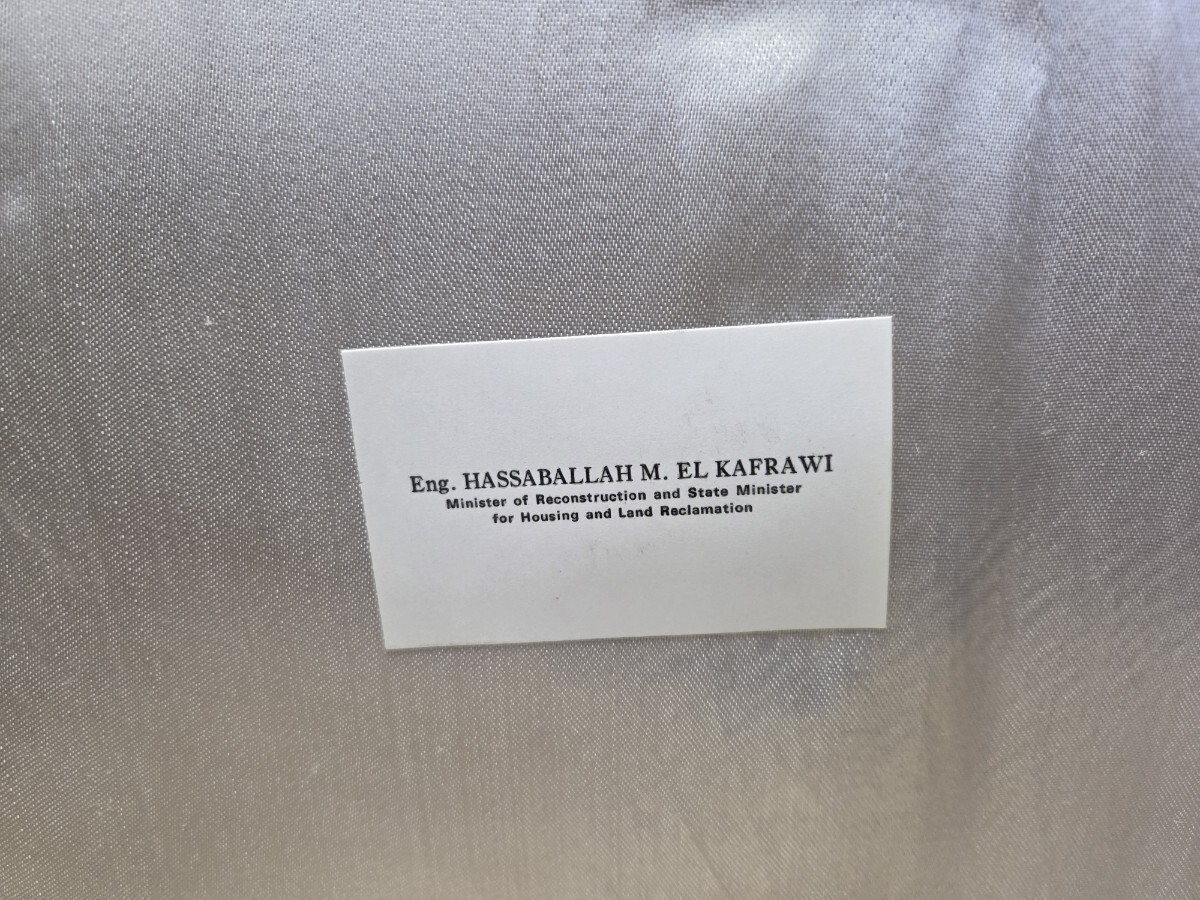 Eng. HASSABALLAH M. EL KAFRAWI
Minister of Reconstruction and State Minister
for Housing and Land Reclamation